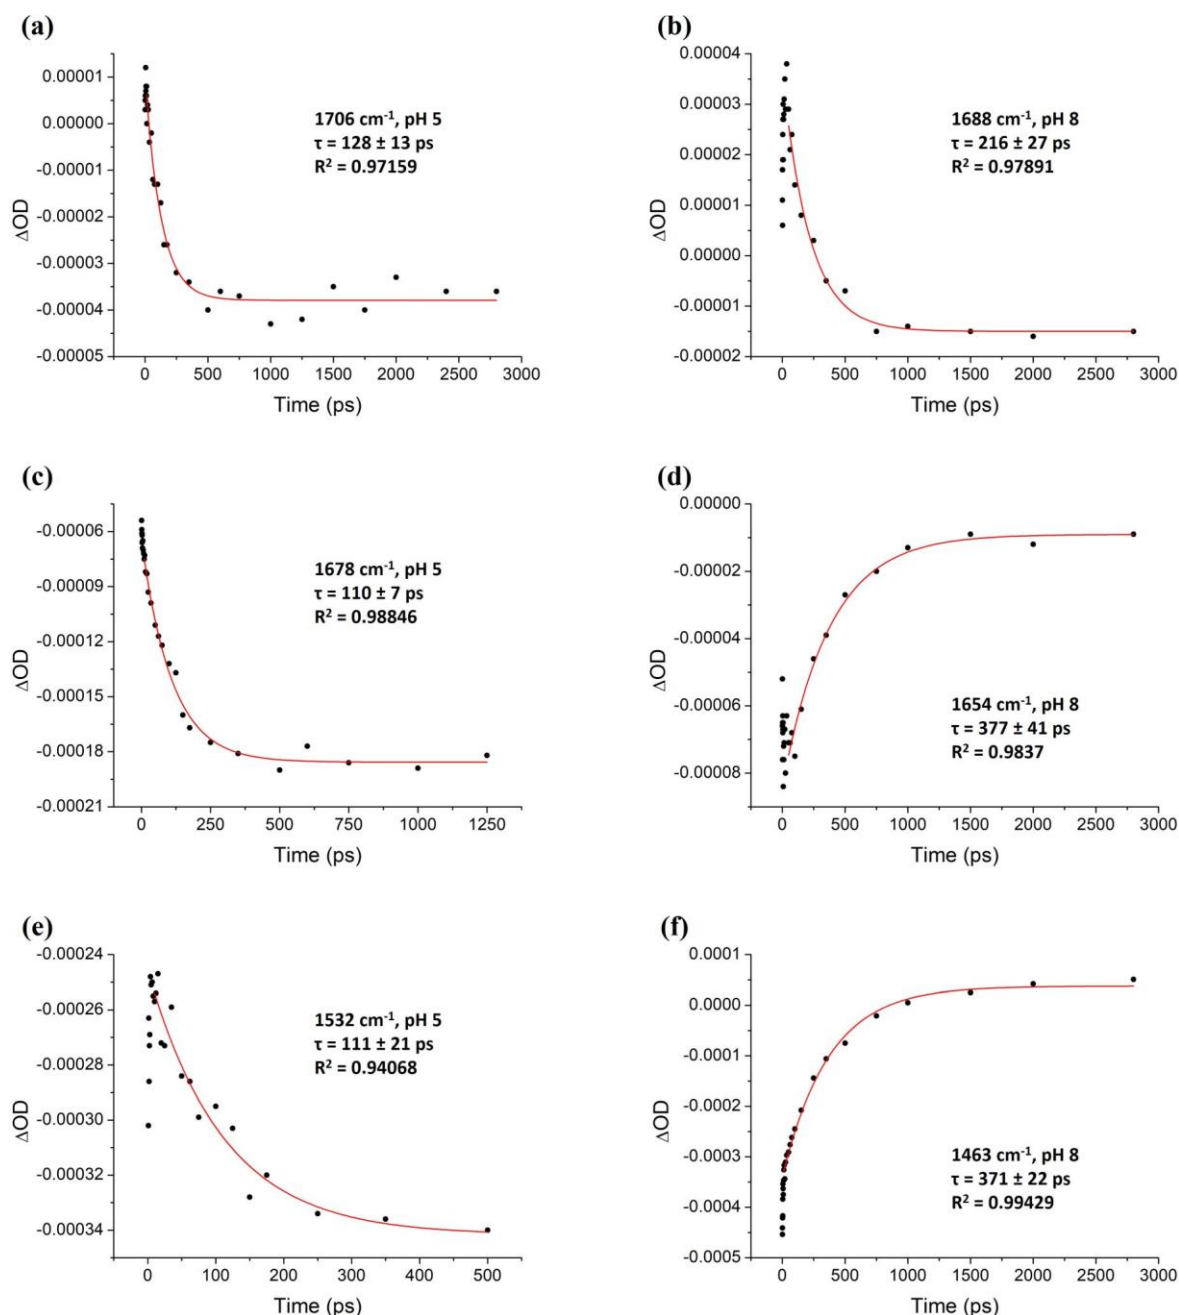 (a)
0.00001
0.00000
-0.00001
-0.00002
-0.00003
-0.00004
-0.00005
ΔOD
1706 cm⁻¹, pH 5
τ = 128 ± 13 ps
R² = 0.97159
0 500 1000 1500 2000 2500 3000
Time (ps)
(b)
0.00004
0.00003
0.00002
0.00001
0.00000
-0.00001
-0.00002
ΔOD
1688 cm⁻¹, pH 8
τ = 216 ± 27 ps
R² = 0.97891
0 500 1000 1500 2000 2500 3000
Time (ps)
(c)
-0.00006
-0.00009
-0.00012
-0.00015
-0.00018
-0.00021
ΔOD
1678 cm⁻¹, pH 5
τ = 110 ± 7 ps
R² = 0.98846
0 250 500 750 1000 1250
Time (ps)
(d)
0.00000
-0.00002
-0.00004
-0.00006
-0.00008
ΔOD
1654 cm⁻¹, pH 8
τ = 377 ± 41 ps
R² = 0.9837
0 500 1000 1500 2000 2500 3000
Time (ps)
(e)
-0.00024
-0.00026
-0.00028
-0.00030
-0.00032
-0.00034
ΔOD
1532 cm⁻¹, pH 5
τ = 111 ± 21 ps
R² = 0.94068
0 100 200 300 400 500
Time (ps)
(f)
0.0001
0.0000
-0.0001
-0.0002
-0.0003
-0.0004
-0.0005
ΔOD
1463 cm⁻¹, pH 8
τ = 371 ± 22 ps
R² = 0.99429
0 500 1000 1500 2000 2500 3000
Time (ps)